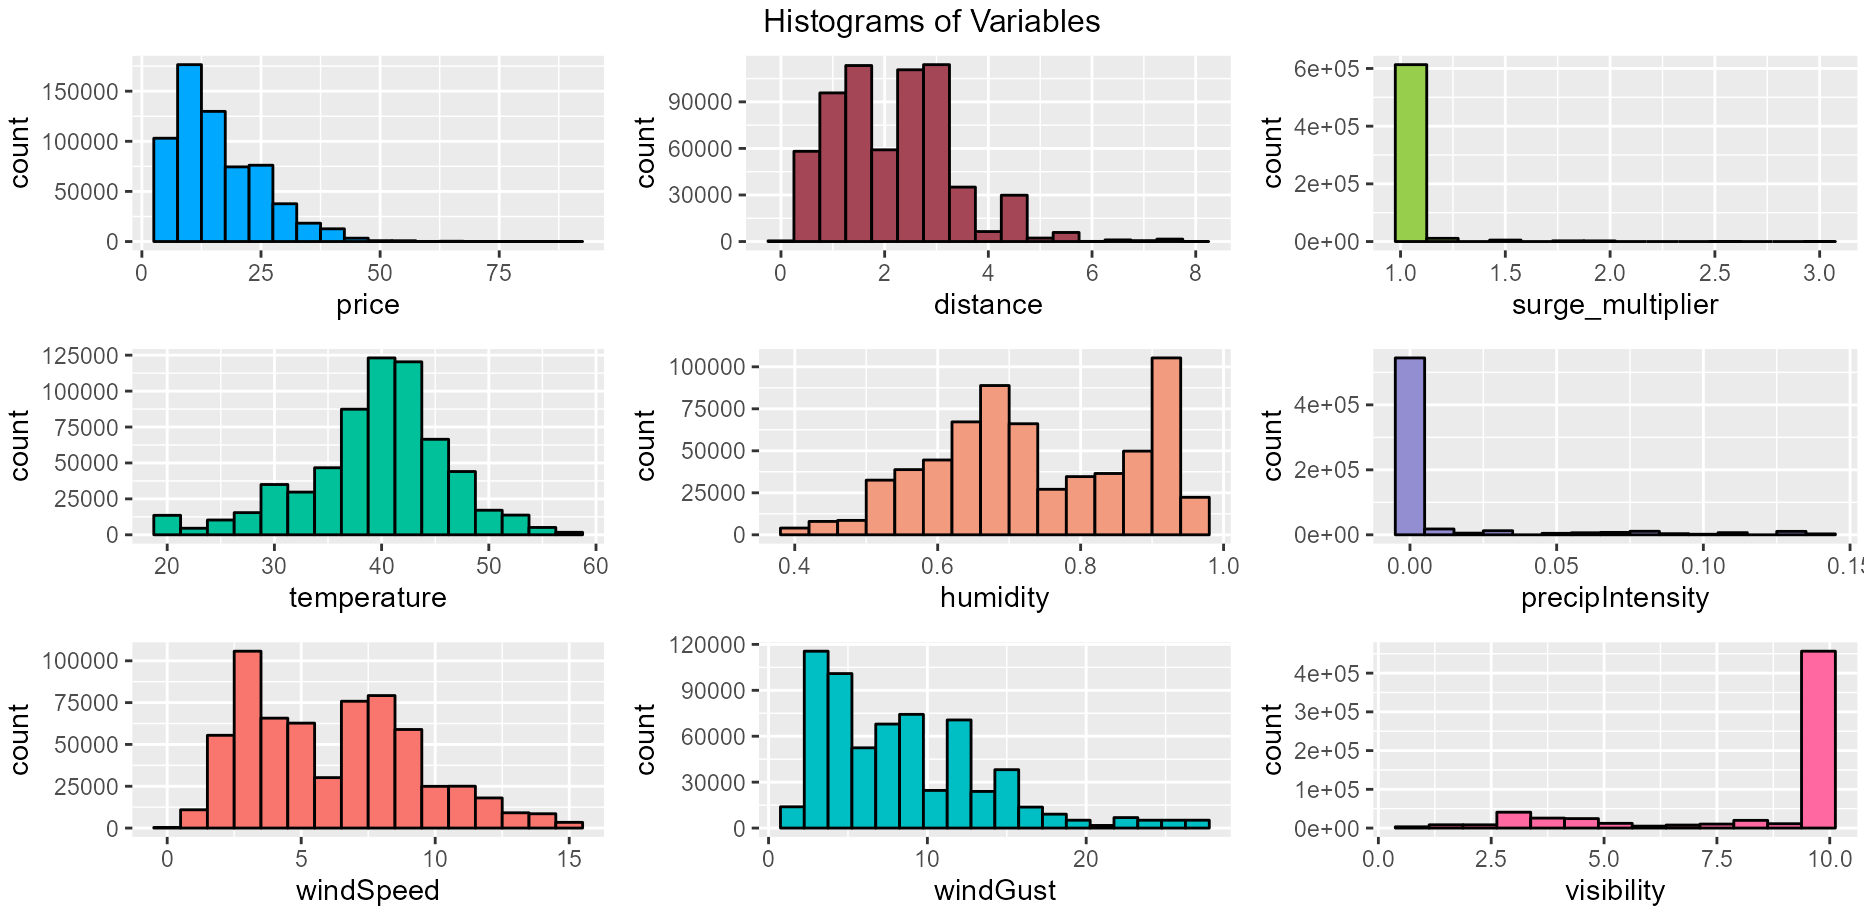 Histograms of Variables
150000
100000
50000
0
count
0 25 50 75
price
90000
60000
30000
0
count
0 2 4 6 8
distance
6e+05
4e+05
2e+05
0e+00
count
1.0 1.5 2.0 2.5 3.0
surge_multiplier
125000
100000
75000
50000
25000
0
count
20 30 40 50 60
temperature
100000
75000
50000
25000
0
count
0.4 0.6 0.8 1.0
humidity
4e+05
2e+05
0e+00
count
0.00 0.05 0.10 0.15
precipIntensity
100000
75000
50000
25000
0
count
0 5 10 15
windSpeed
120000
90000
60000
30000
0
count
0 10 20
windGust
4e+05
3e+05
2e+05
1e+05
0e+00
count
0.0 2.5 5.0 7.5 10.0
visibility